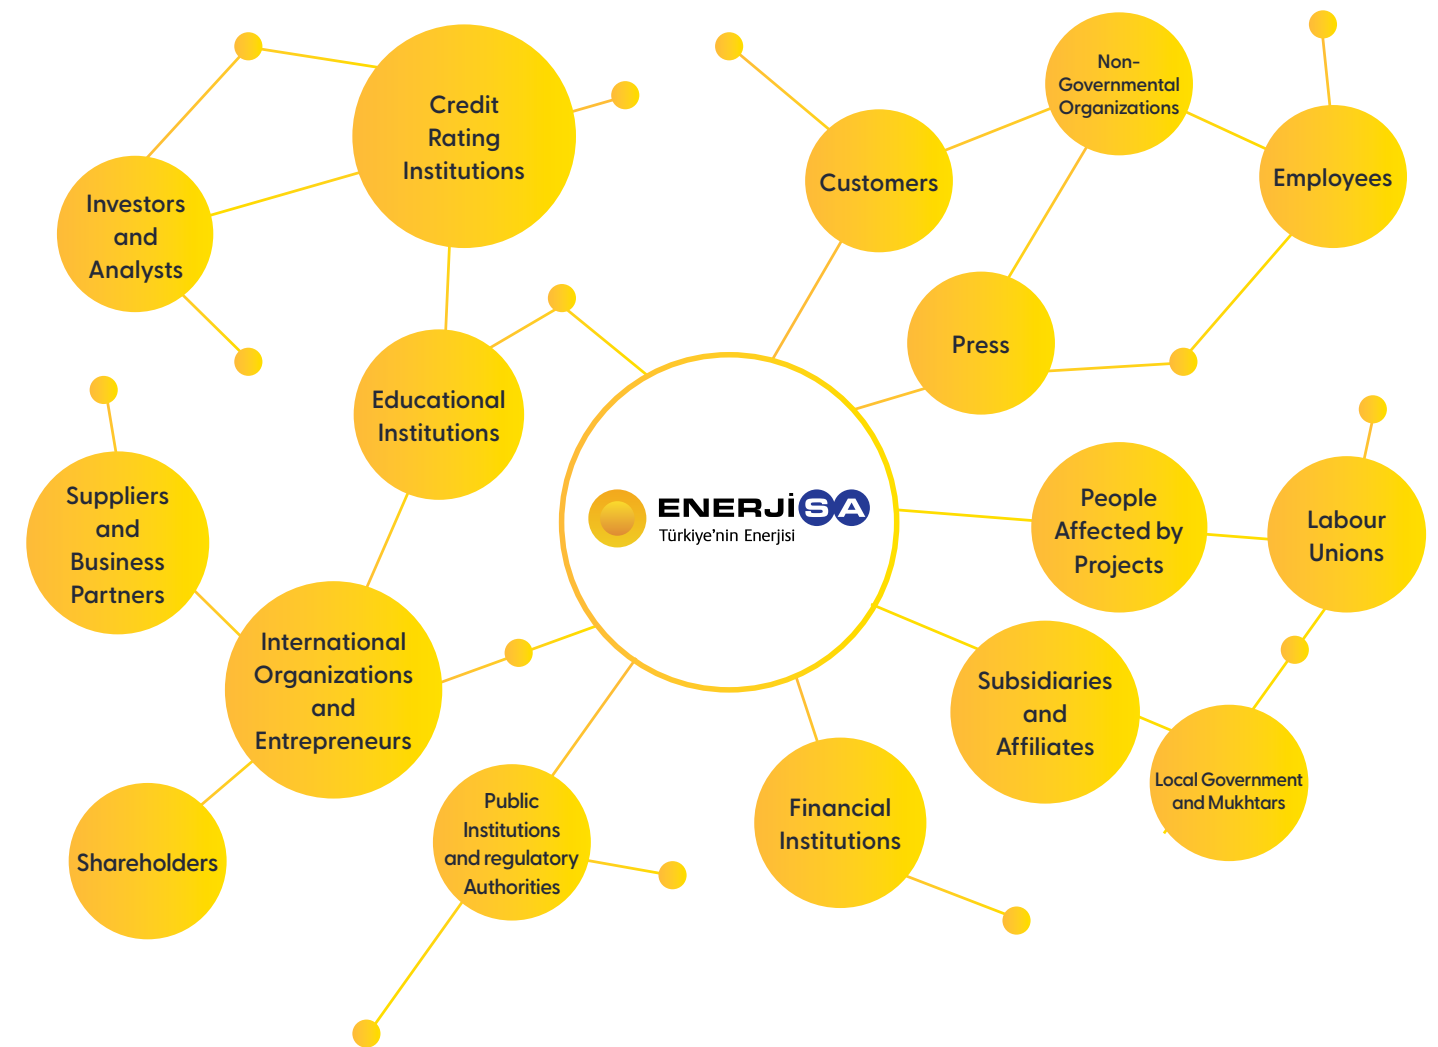 Credit
Rating
Institutions
Investors
and
Analysts
Educational
Institutions
Suppliers
and
Business
Partners
International
Organizations
and
Entrepreneurs
Shareholders
Public
Institutions
and regulatory
Authorities
ENERJİSA
Türkiye'nin Enerjisi
Customers
Non-
Governmental
Organizations
Employees
Press
People
Affected by
Projects
Labour
Unions
Subsidiaries
and
Affiliates
Local Government
and Mukhtars
Financial
Institutions